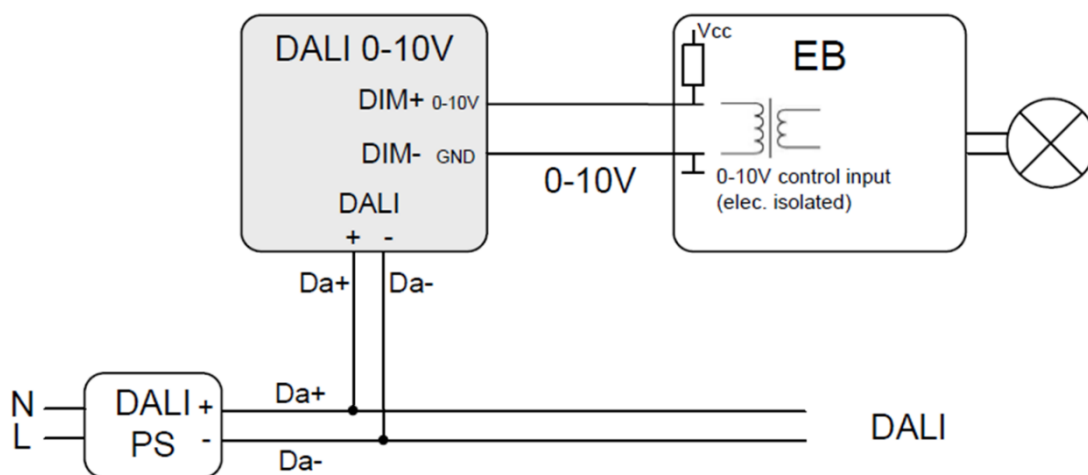 DALI 0-10V
DIM+ 0-10V
DIM- GND
DALI
+ -
Da+ Da-
Vcc
EB
0-10V
0-10V control input
(elec. isolated)
N
L
DALI +
PS -
Da+
Da-
DALI